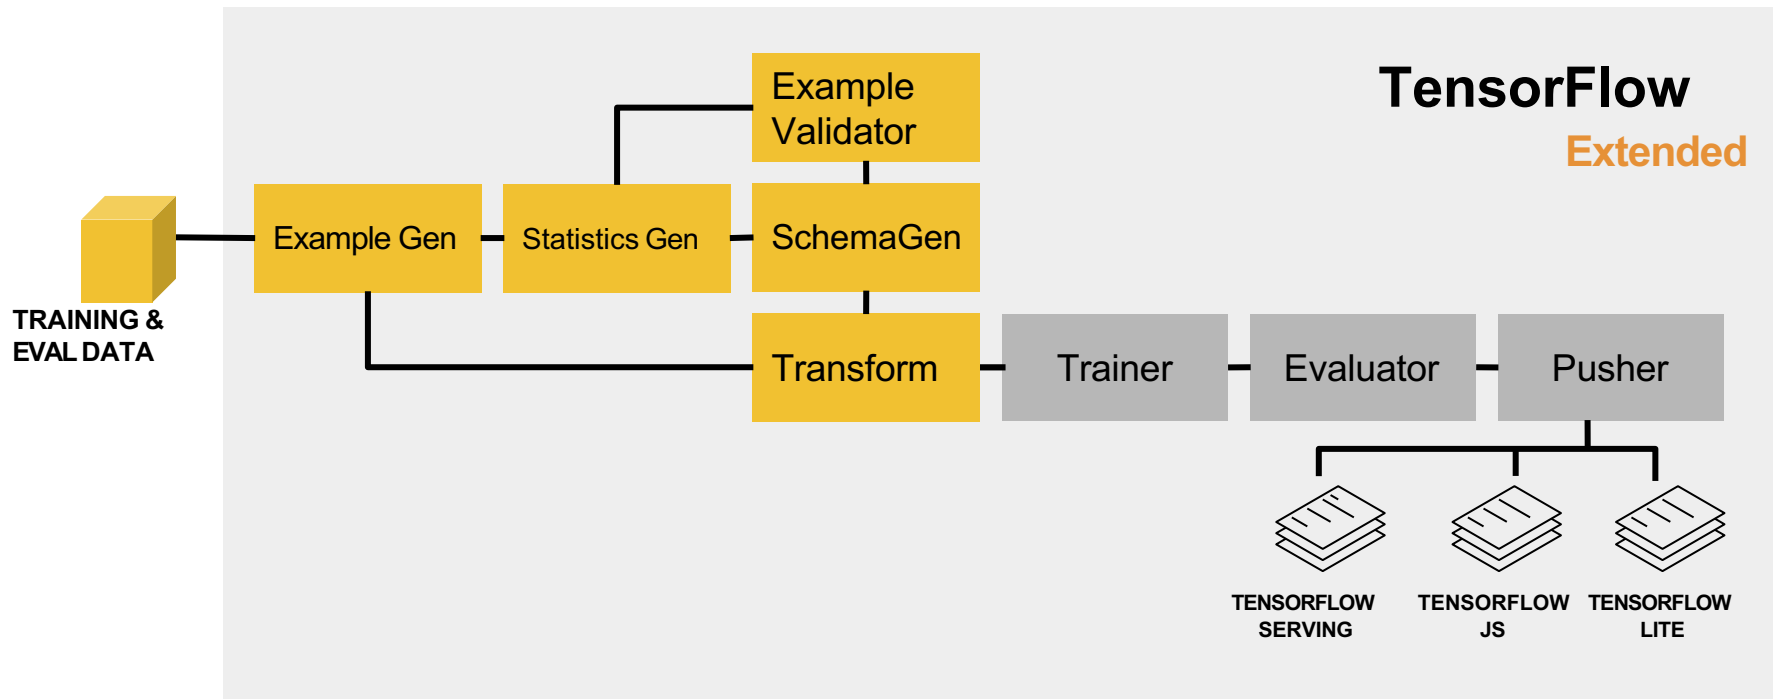 TensorFlow
Extended
Example
Validator
TRAINING &
EVAL DATA
Example Gen
Statistics Gen
SchemaGen
Transform
Trainer
Evaluator
Pusher
TENSORFLOW
SERVING
TENSORFLOW
JS
TENSORFLOW
LITE